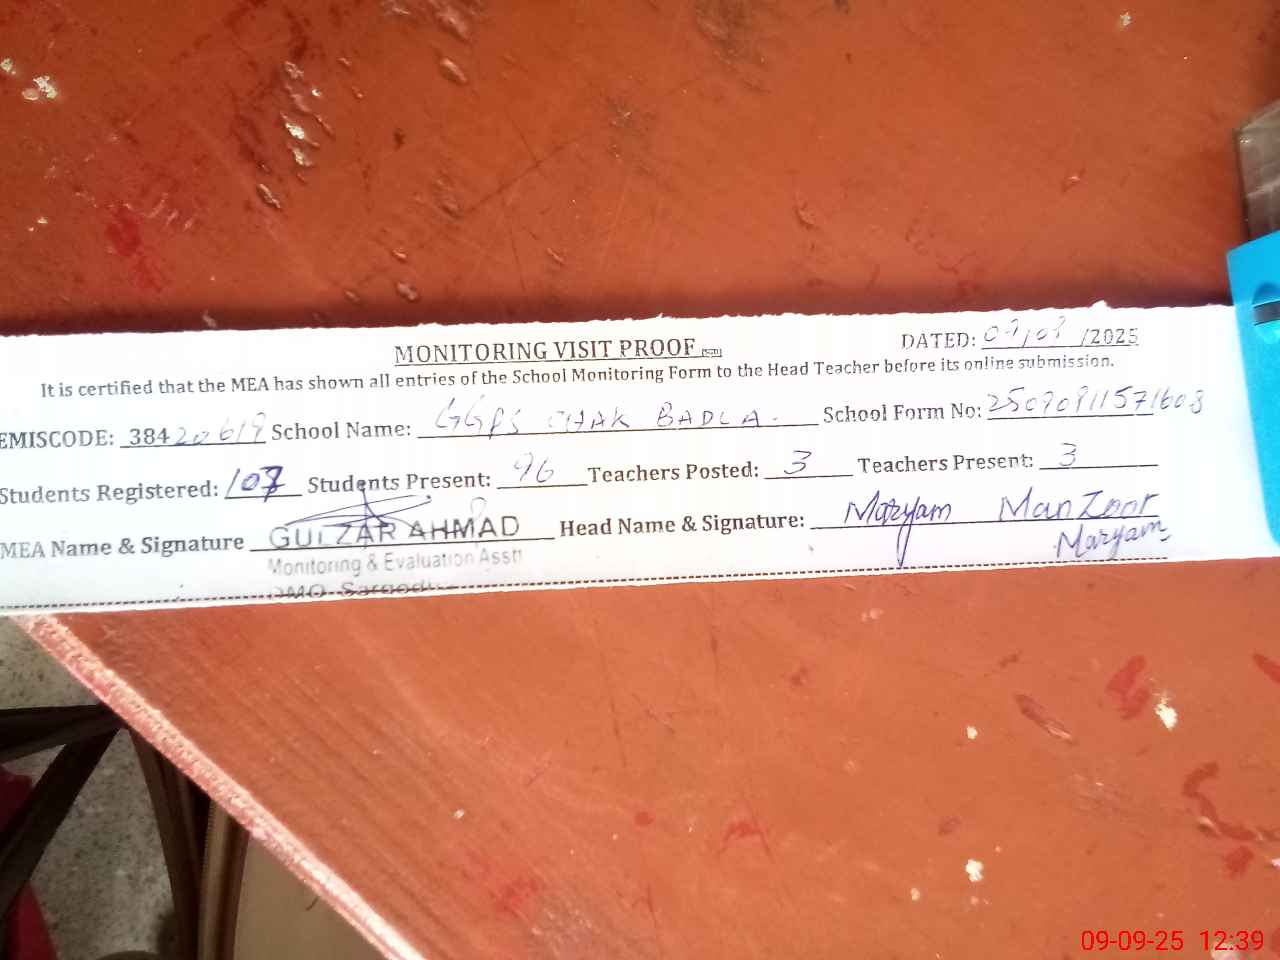 MONITORING VISIT PROOF
DATED: 09/09/2025
It is certified that the MEA has shown all entries of the School Monitoring Form to the Head Teacher before its online submission.
EMISCODE: 38420619 School Name: GGPS CHAK BADLA. School Form No: 25090911571608
Students Registered: 107 Students Present: 96 Teachers Posted: 3 Teachers Present: 3
MEA Name & Signature GULZAR AHMAD Head Name & Signature: Maryam Manzoor
Maryam
Monitoring & Evaluation Asstt
09-09-25 12:39